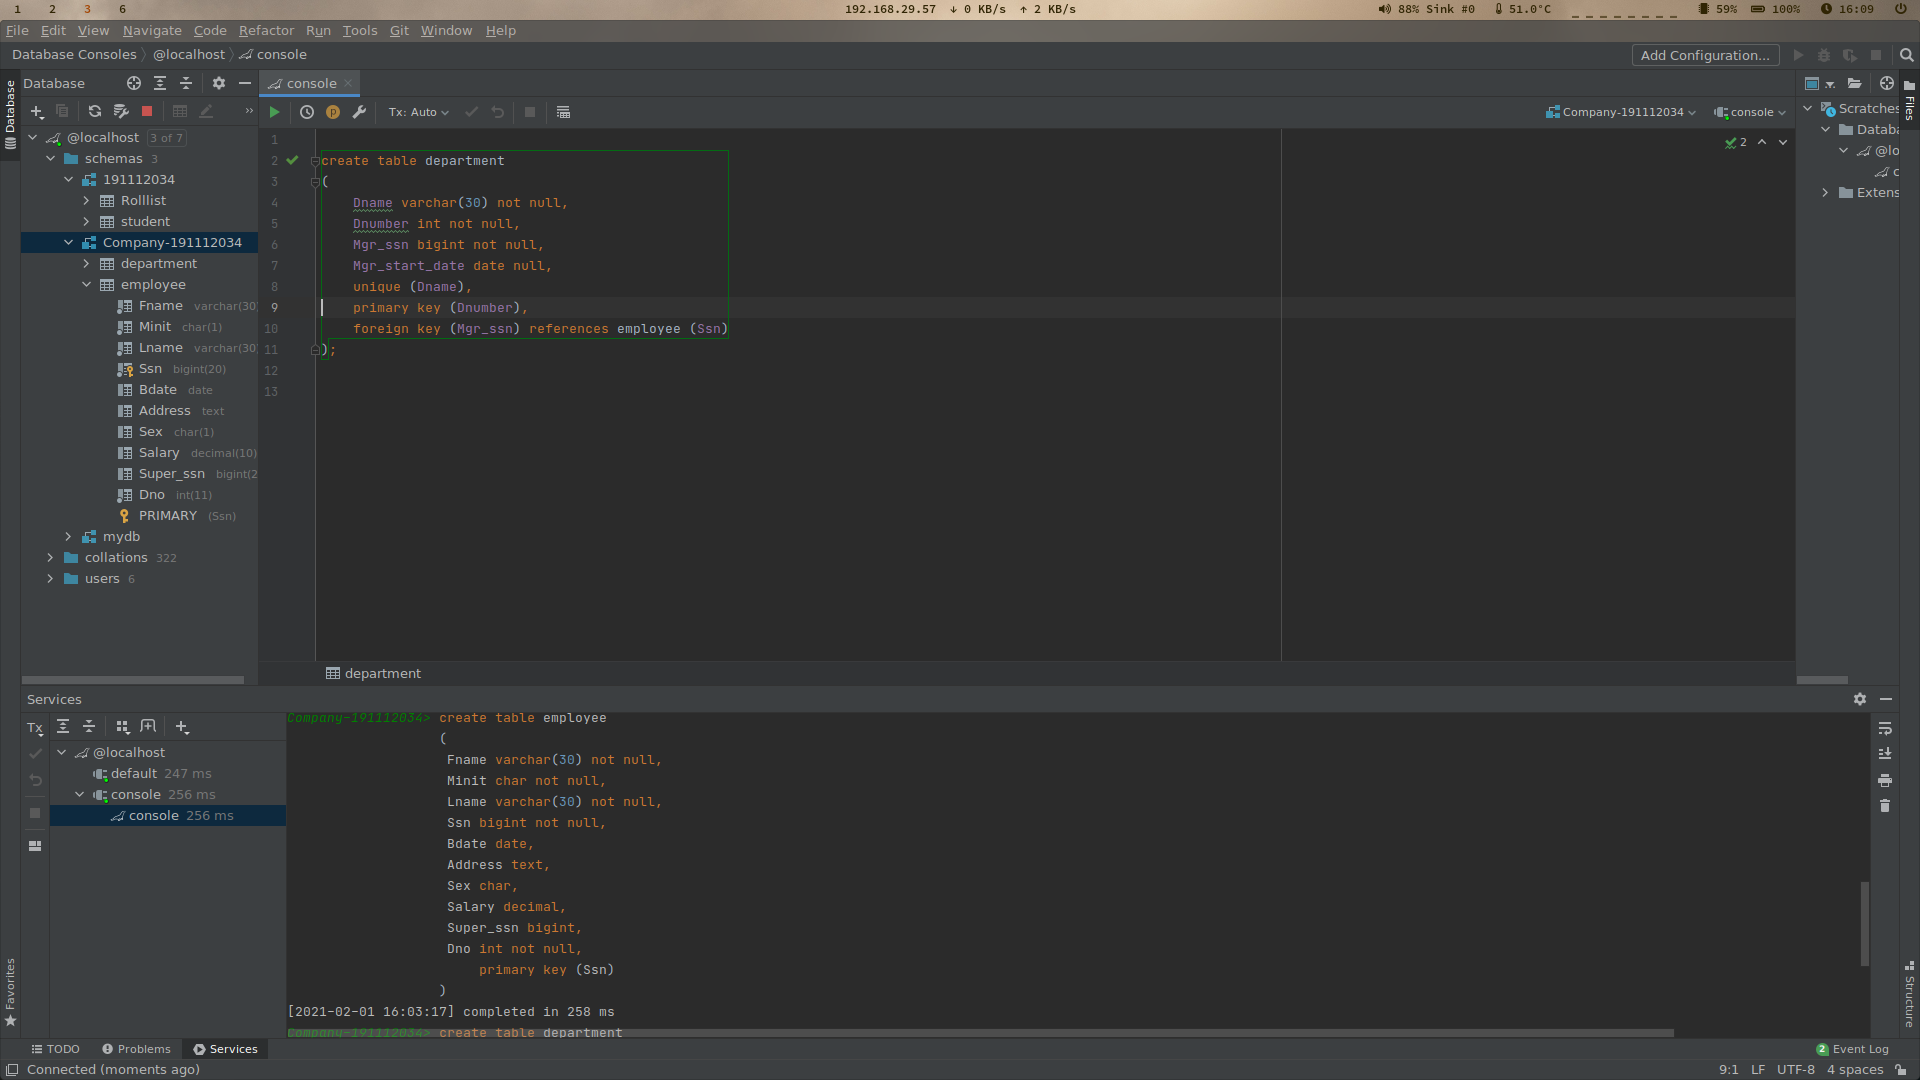 1 2 3 6 192.168.29.57 ↓ 0 KB/s ↑ 2 KB/s 88% Sink #0 51.0°C 59% 100% 16:09
File Edit View Navigate Code Refactor Run Tools Git Window Help
Database Consoles @localhost console Add Configuration...
Database
console
Tx: Auto
Company-191112034
console
@localhost 3 of 7
schemas 3
191112034
Rolllist
student
Company-191112034
department
employee
Fname varchar(30)
Minit char(1)
Lname varchar(30)
Ssn bigint(20)
Bdate date
Address text
Sex char(1)
Salary decimal(10)
Super_ssn bigint(2
Dno int(11)
PRIMARY (Ssn)
mydb
collations 322
users 6
1
2 create table department
3 (
4 Dname varchar(30) not null,
5 Dnumber int not null,
6 Mgr_ssn bigint not null,
7 Mgr_start_date date null,
8 unique (Dname),
9 primary key (Dnumber),
10 foreign key (Mgr_ssn) references employee (Ssn)
11 );
12
13
2
department
Scratches
Databa
@lo
c
Extens
Database
Files
Favorites
Structure
Services
Tx
@localhost
default 247 ms
console 256 ms
console 256 ms
Company-191112034> create table employee
(
Fname varchar(30) not null,
Minit char not null,
Lname varchar(30) not null,
Ssn bigint not null,
Bdate date,
Address text,
Sex char,
Salary decimal,
Super_ssn bigint,
Dno int not null,
primary key (Ssn)
)
[2021-02-01 16:03:17] completed in 258 ms
Company-191112034> create table department
TODO Problems Services 2 Event Log
Connected (moments ago) 9:1 LF UTF-8 4 spaces